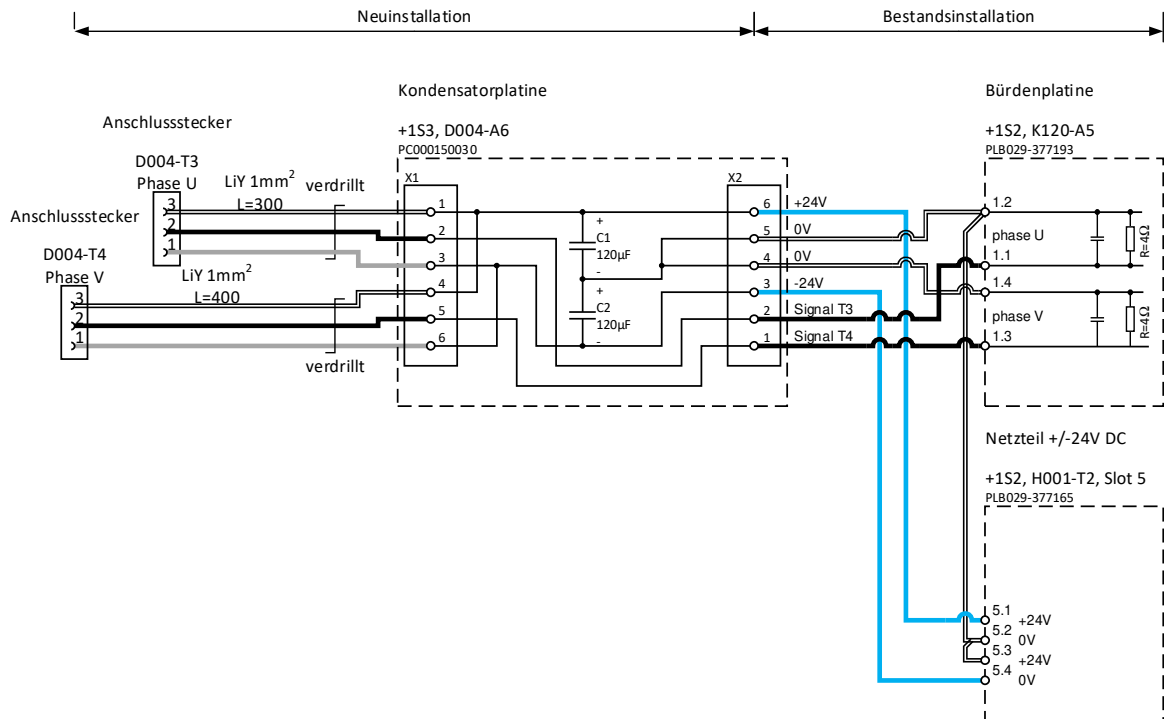 Neuinstallation
Bestandsinstallation
Kondensatorplatine
Bürdenplatine
Anschlussstecker
+1S3, D004-A6
PC000150030
+1S2, K120-A5
PLB029-377193
D004-T3
Phase U
LiY 1mm²
L=300
verdrillt
3
2
1
Anschlussstecker
D004-T4
Phase V
LiY 1mm²
L=400
verdrillt
3
2
1
X1
1
2
3
4
5
6
+
C1
120µF
-
+
C2
120µF
-
X2
6
5
4
3
2
1
+24V
0V
0V
-24V
Signal T3
Signal T4
1.2
phase U
1.1
R=4Ω
1.4
phase V
1.3
R=4Ω
Netzteil +/-24V DC
+1S2, H001-T2, Slot 5
PLB029-377165
5.1
+24V
5.2
0V
5.3
+24V
5.4
0V